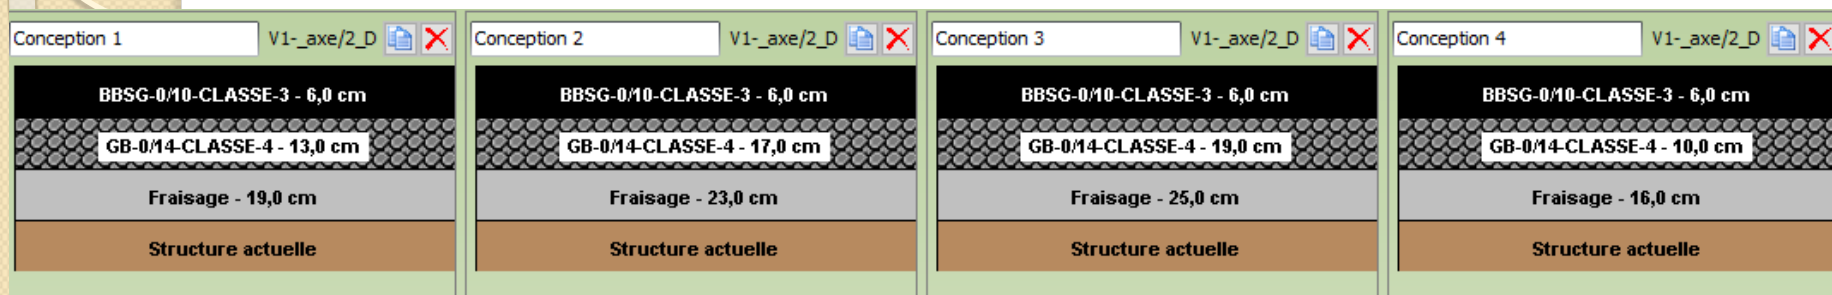 Conception 1 V1-_axe/2_D
BBSG-0/10-CLASSE-3 - 6,0 cm
GB-0/14-CLASSE-4 - 13,0 cm
Fraisage - 19,0 cm
Structure actuelle
Conception 2 V1-_axe/2_D
BBSG-0/10-CLASSE-3 - 6,0 cm
GB-0/14-CLASSE-4 - 17,0 cm
Fraisage - 23,0 cm
Structure actuelle
Conception 3 V1-_axe/2_D
BBSG-0/10-CLASSE-3 - 6,0 cm
GB-0/14-CLASSE-4 - 19,0 cm
Fraisage - 25,0 cm
Structure actuelle
Conception 4 V1-_axe/2_D
BBSG-0/10-CLASSE-3 - 6,0 cm
GB-0/14-CLASSE-4 - 10,0 cm
Fraisage - 16,0 cm
Structure actuelle